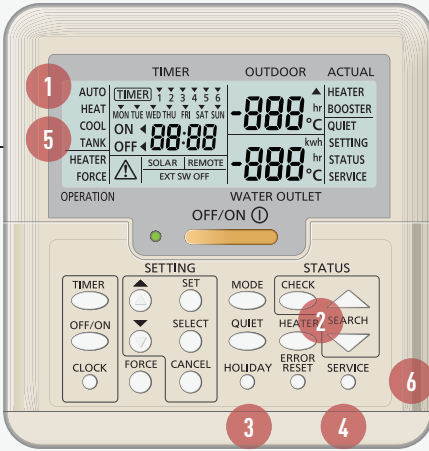 TIMER OUTDOOR ACTUAL
1
AUTO TIMER 1 2 3 4 5 6 HEATER
HEAT MON TUE WED THU FRI SAT SUN -888 hr BOOSTER
COOL ON 88:88 °C QUIET
5 TANK OFF kwh SETTING
HEATER SOLAR REMOTE -888 hr STATUS
FORCE EXT SW OFF °C SERVICE
OPERATION WATER OUTLET
OFF/ON
SETTING STATUS
TIMER SET MODE CHECK
OFF/ON SELECT QUIET HEATER 2 SEARCH
CLOCK FORCE CANCEL HOLIDAY ERROR RESET SERVICE
6
3 4